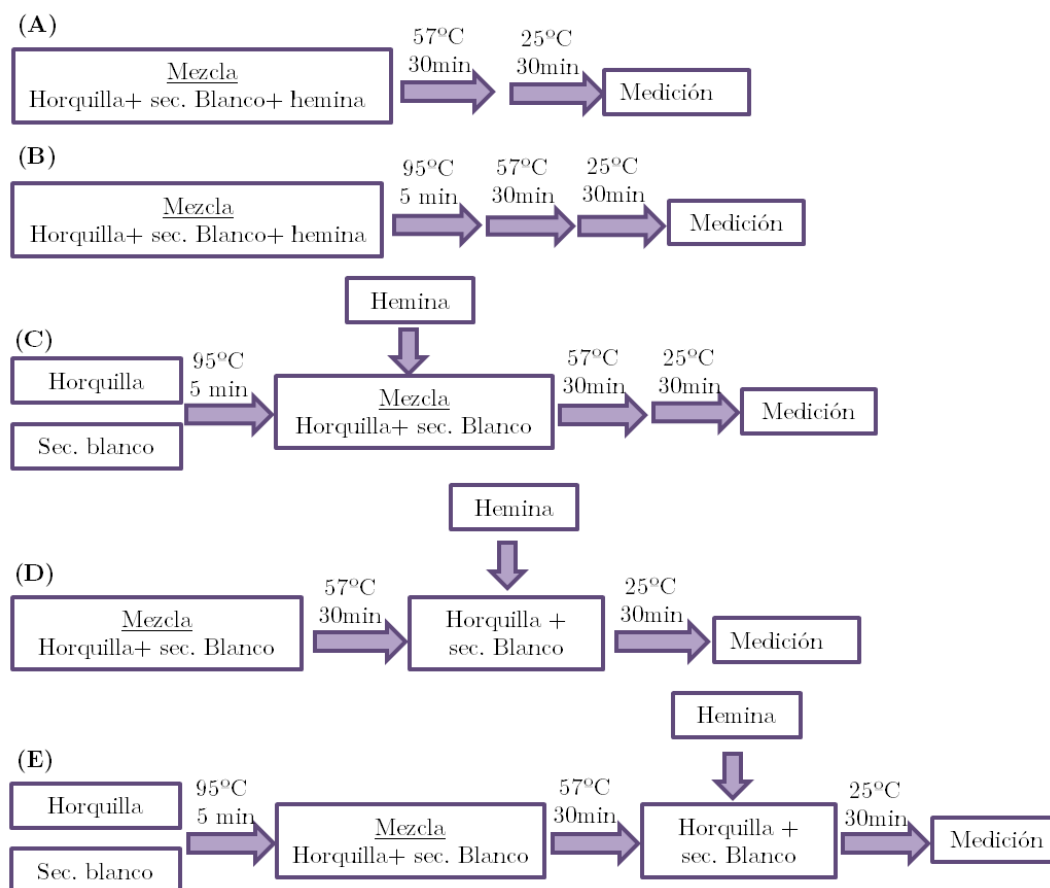 (A)
57ºC
30min
25ºC
30min
Mezcla
Horquilla+ sec. Blanco+ hemina
Medición
(B)
95ºC
5 min
57ºC
30min
25ºC
30min
Mezcla
Horquilla+ sec. Blanco+ hemina
Medición
Hemina
(C)
95ºC
5 min
57ºC
30min
25ºC
30min
Horquilla
Sec. blanco
Mezcla
Horquilla+ sec. Blanco
Medición
Hemina
(D)
57ºC
30min
25ºC
30min
Mezcla
Horquilla+ sec. Blanco
Horquilla +
sec. Blanco
Medición
Hemina
(E)
95ºC
5 min
57ºC
30min
25ºC
30min
Horquilla
Sec. blanco
Mezcla
Horquilla+ sec. Blanco
Horquilla +
sec. Blanco
Medición